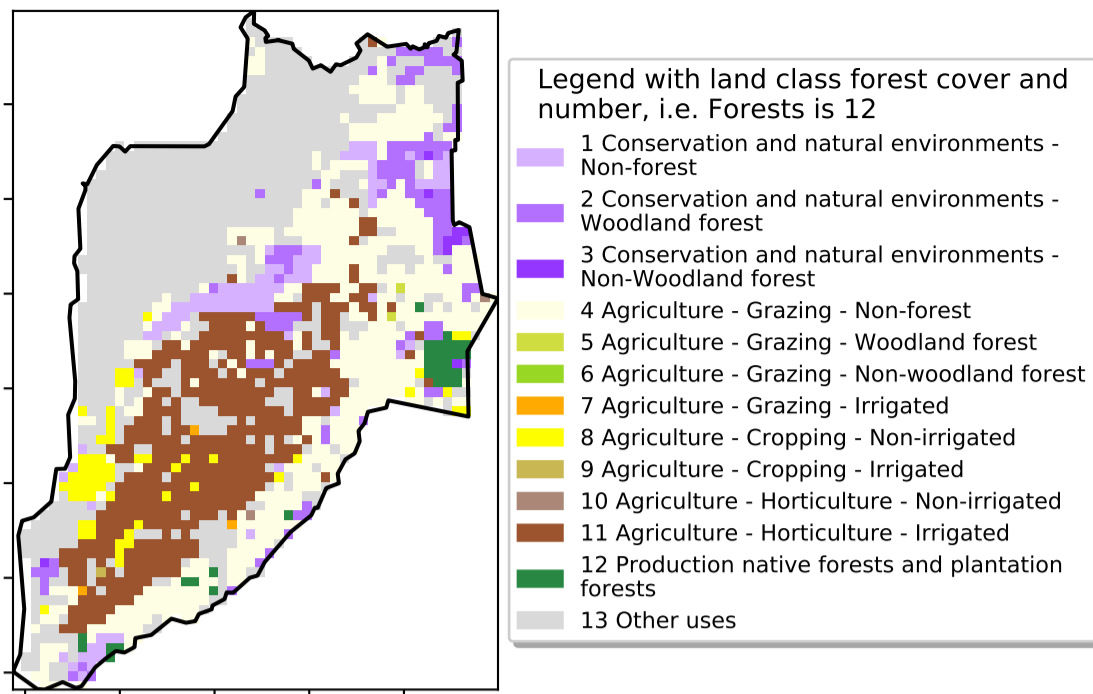 Legend with land class forest cover and
number, i.e. Forests is 12
1 Conservation and natural environments -
Non-forest
2 Conservation and natural environments -
Woodland forest
3 Conservation and natural environments -
Non-Woodland forest
4 Agriculture - Grazing - Non-forest
5 Agriculture - Grazing - Woodland forest
6 Agriculture - Grazing - Non-woodland forest
7 Agriculture - Grazing - Irrigated
8 Agriculture - Cropping - Non-irrigated
9 Agriculture - Cropping - Irrigated
10 Agriculture - Horticulture - Non-irrigated
11 Agriculture - Horticulture - Irrigated
12 Production native forests and plantation
forests
13 Other uses